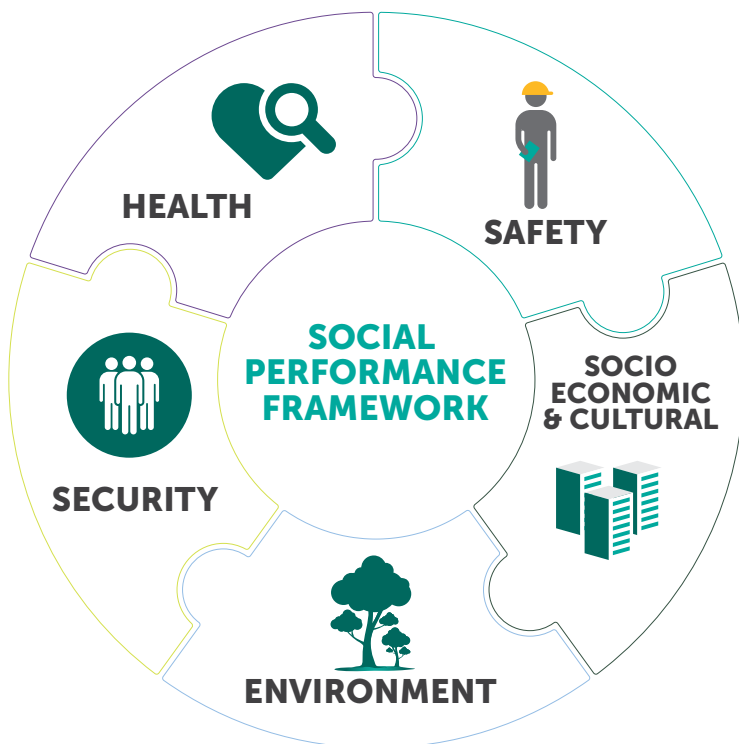 HEALTH
SAFETY
SOCIAL
PERFORMANCE
FRAMEWORK
SOCIO
ECONOMIC
& CULTURAL
SECURITY
ENVIRONMENT